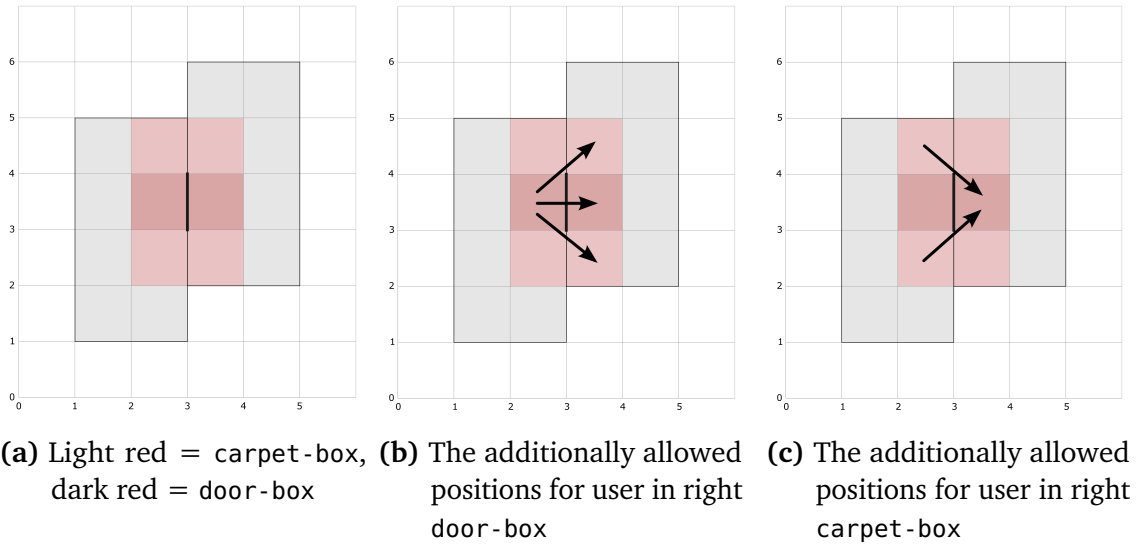 6
5
4
3
2
1
0
0 1 2 3 4 5
6
5
4
3
2
1
0
0 1 2 3 4 5
6
5
4
3
2
1
0
0 1 2 3 4 5
(a) Light red = carpet-box,
dark red = door-box
(b) The additionally allowed
positions for user in right
door-box
(c) The additionally allowed
positions for user in right
carpet-box